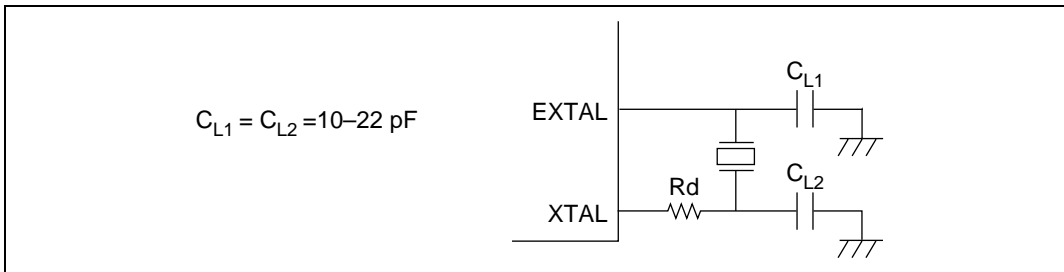 C_L1 = C_L2 =10–22 pF
EXTAL
C_L1
Rd
C_L2
XTAL